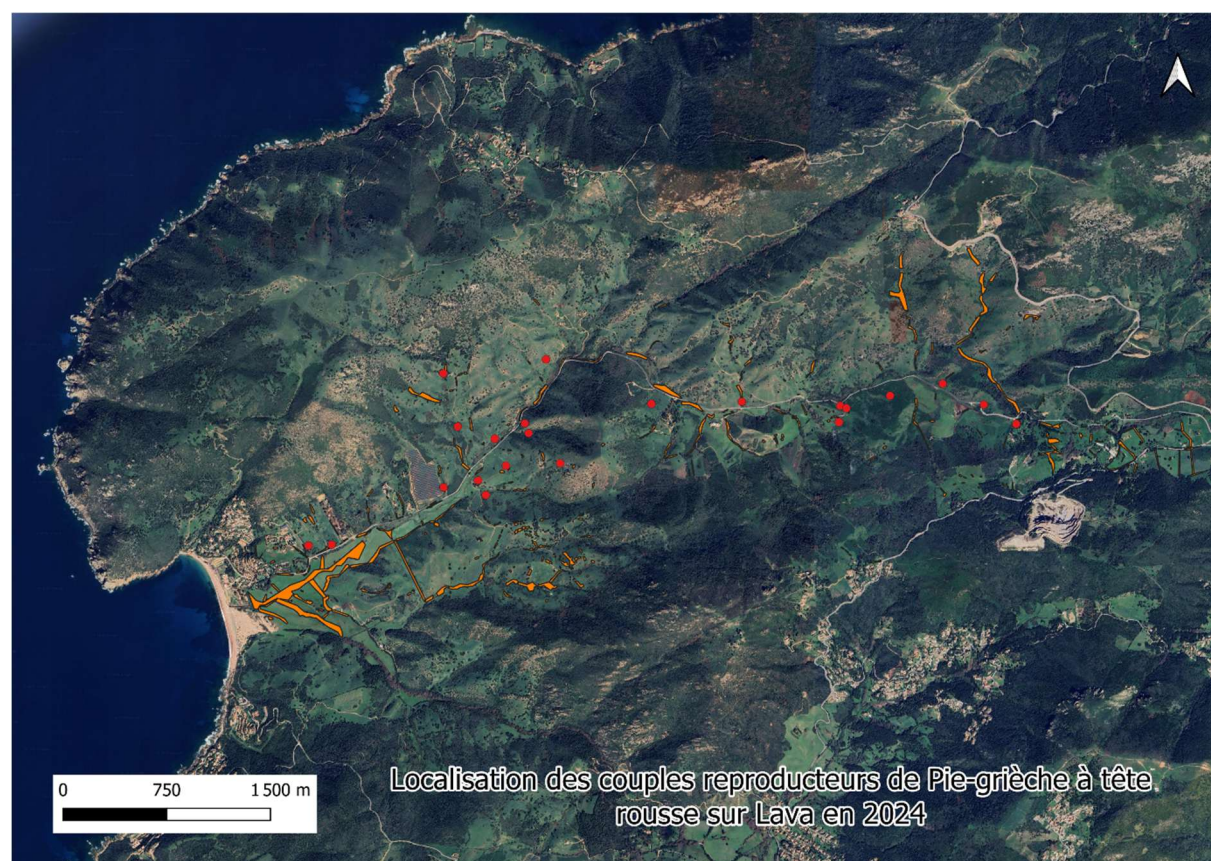 0 750 1 500 m
Localisation des couples reproducteurs de Pie-grièche à tête
rousse sur Lava en 2024